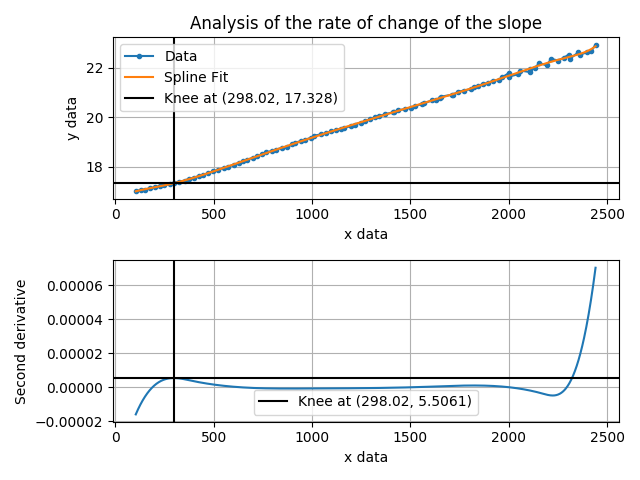 Analysis of the rate of change of the slope
Data
Spline Fit
Knee at (298.02, 17.328)
22
20
18
y data
0 500 1000 1500 2000 2500
x data
0.00006
0.00004
0.00002
0.00000
−0.00002
Second derivative
Knee at (298.02, 5.5061)
0 500 1000 1500 2000 2500
x data